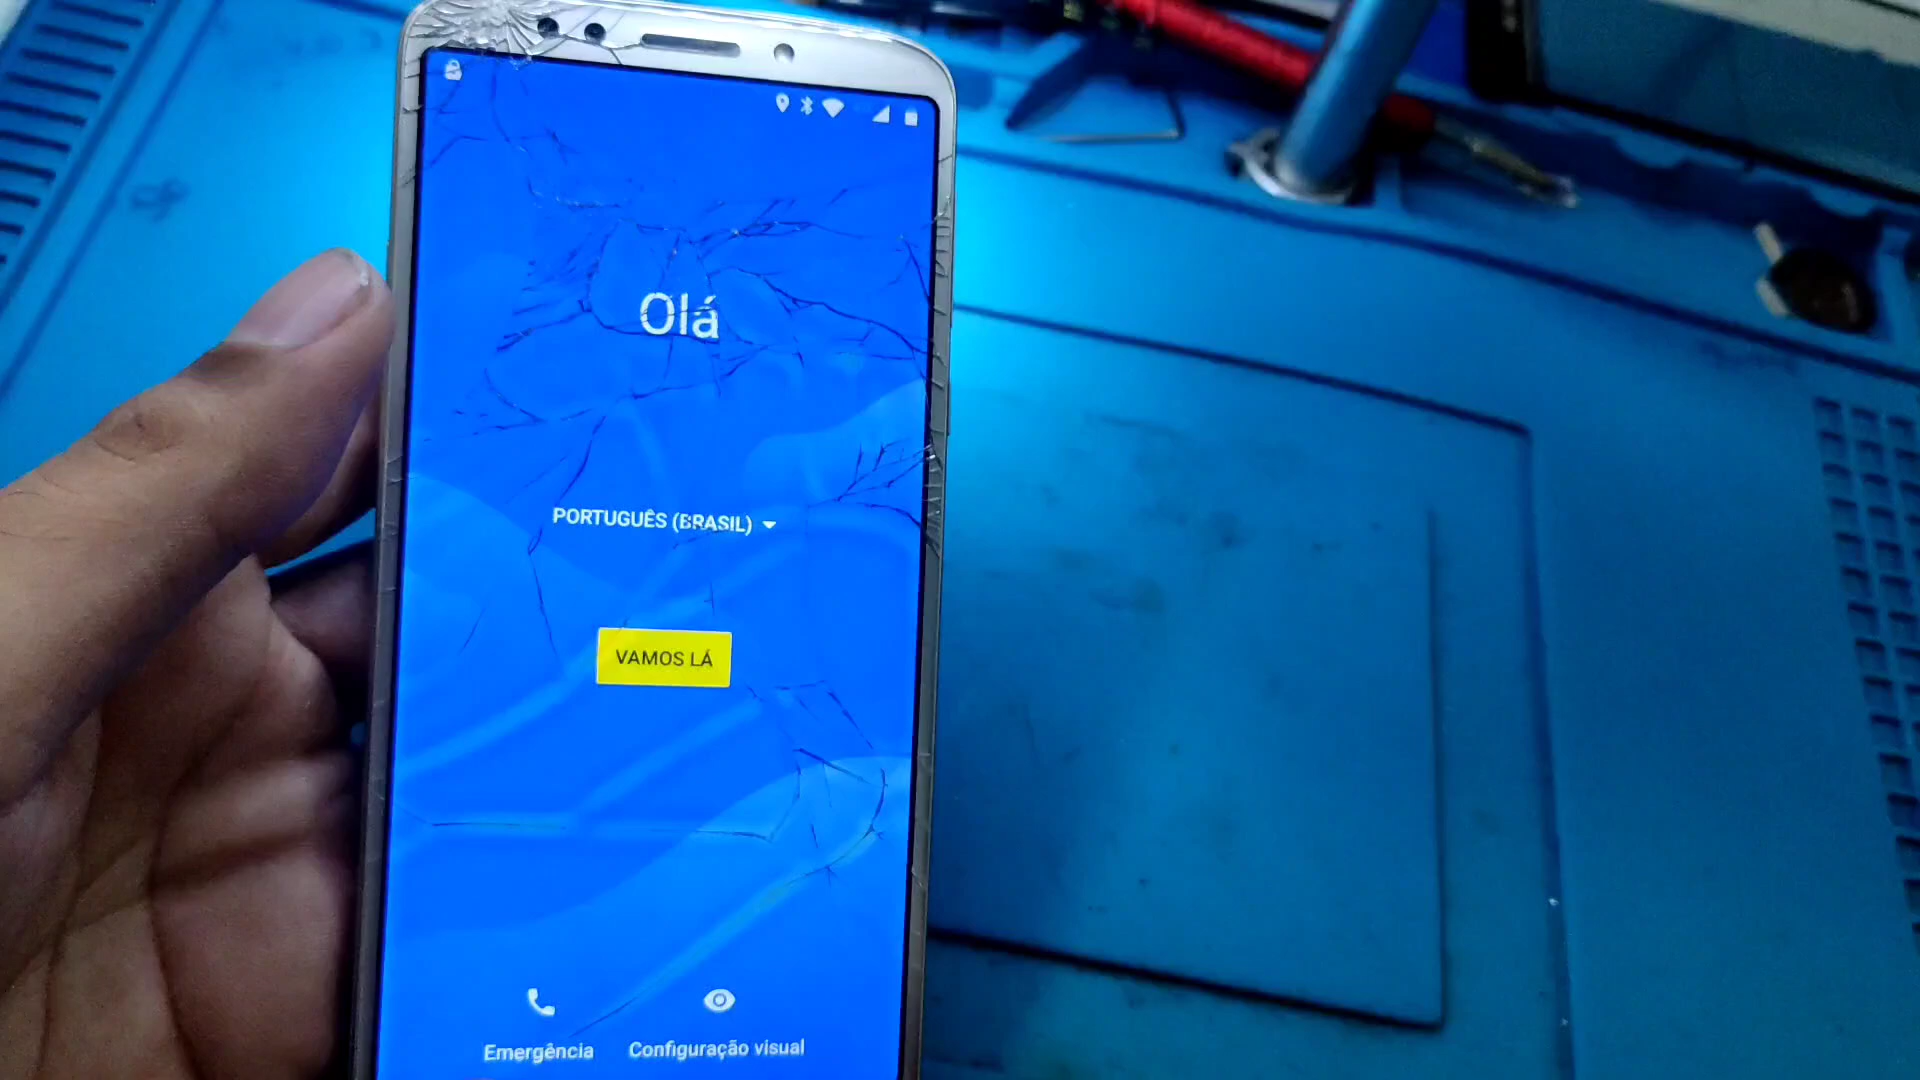 Olá
PORTUGUÊS (BRASIL)
VAMOS LÁ
Emergência
Configuração visual